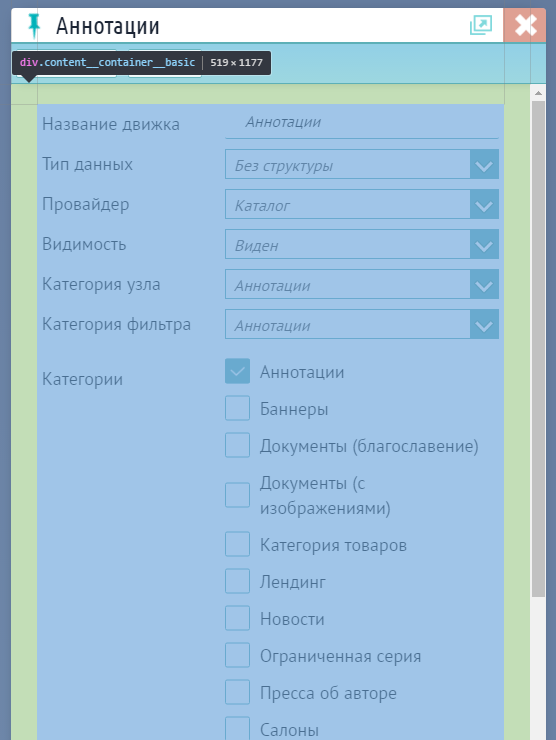 Аннотации
div.content__container__basic 519 × 1177
Название движка Аннотации
Тип данных Без структуры
Провайдер Каталог
Видимость Виден
Категория узла Аннотации
Категория фильтра Аннотации
Категории Аннотации
Баннеры
Документы (благославение)
Документы (с
изображениями)
Категория товаров
Лендинг
Новости
Ограниченная серия
Пресса об авторе
Салоны